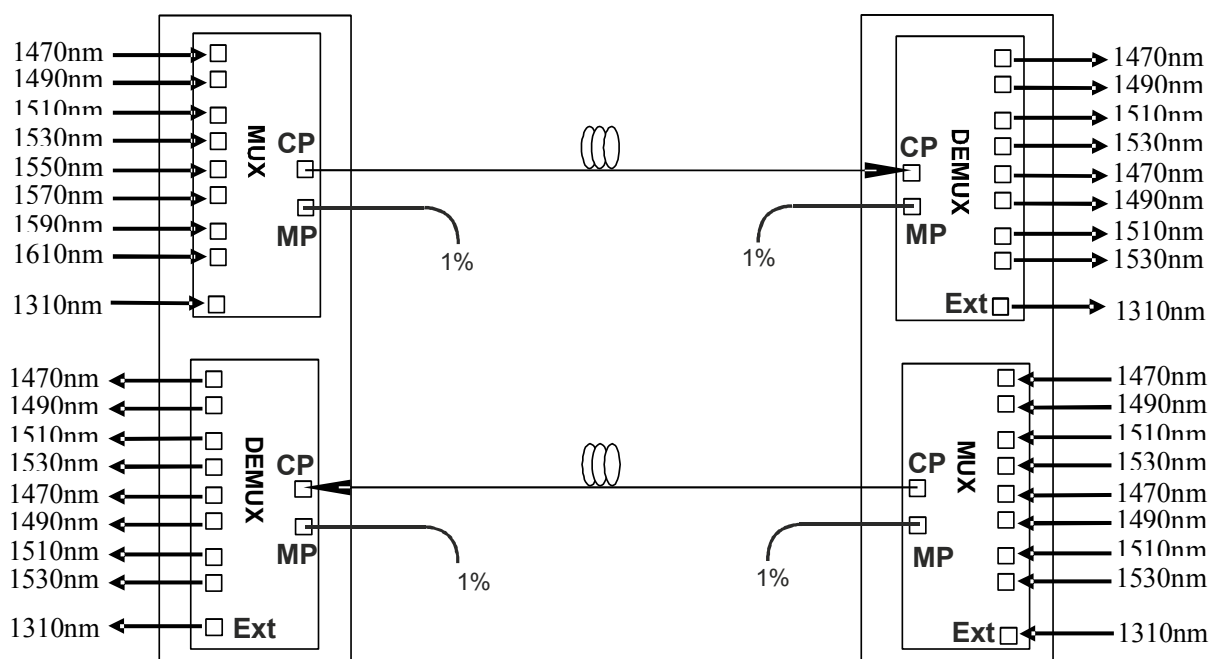 1470nm
1490nm
1510nm
1530nm
1550nm
1570nm
1590nm
1610nm
1310nm
MUX
CP
MP
1%
CP
MP
1%
DEMUX
Ext
1470nm
1490nm
1510nm
1530nm
1470nm
1490nm
1510nm
1530nm
1310nm
1470nm
1490nm
1510nm
1530nm
1470nm
1490nm
1510nm
1530nm
1310nm
DEMUX
CP
MP
Ext
1%
CP
MP
1%
MUX
Ext
1470nm
1490nm
1510nm
1530nm
1470nm
1490nm
1510nm
1530nm
1310nm